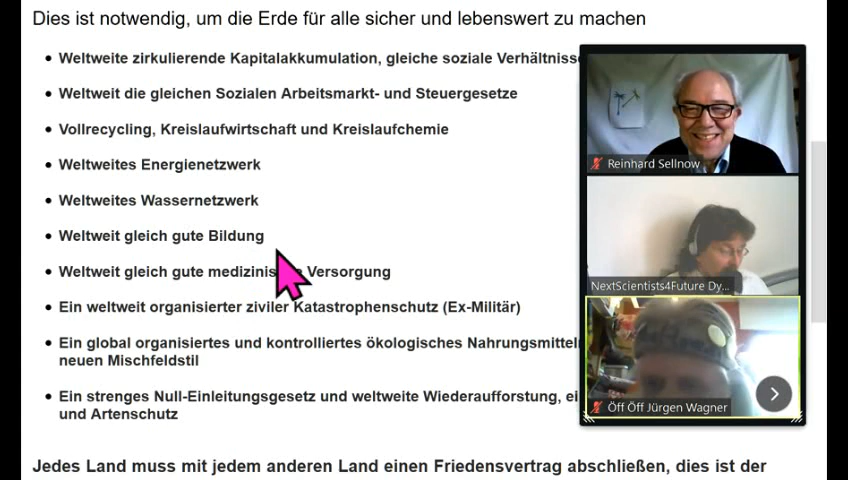 Dies ist notwendig, um die Erde für alle sicher und lebenswert zu machen
Weltweite zirkulierende Kapitalakkumulation, gleiche soziale Verhältnisse
Weltweit die gleichen Sozialen Arbeitsmarkt- und Steuergesetze
Vollrecycling, Kreislaufwirtschaft und Kreislaufchemie
Weltweites Energienetzwerk
Weltweites Wassernetzwerk
Weltweit gleich gute Bildung
Weltweit gleich gute medizinische Versorgung
Ein weltweit organisierter ziviler Katastrophenschutz (Ex-Militär)
Ein global organisiertes und kontrolliertes ökologisches Nahrungsmitteln
neuen Mischfeldstil
Ein strenges Null-Einleitungsgesetz und weltweite Wiederaufforstung, ei
und Artenschutz
Jedes Land muss mit jedem anderen Land einen Friedensvertrag abschließen, dies ist der
Reinhard Sellnow
NextScientists4Future Dy...
Öff Öff Jürgen Wagner